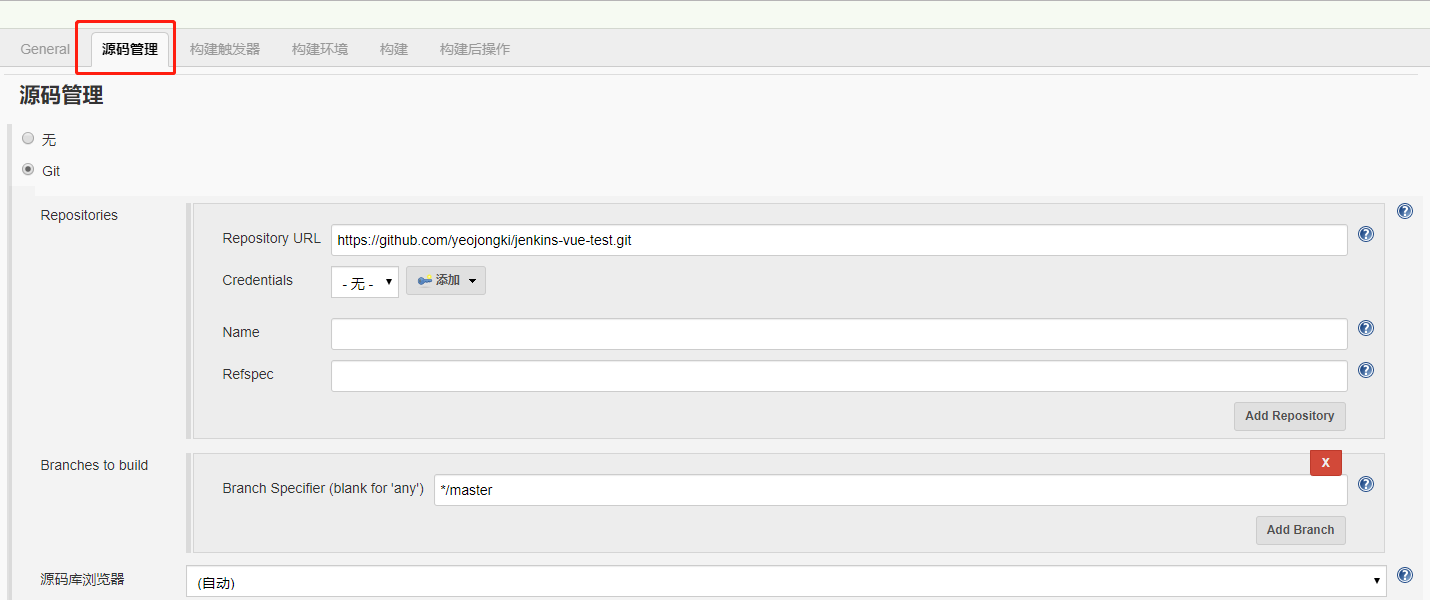 General 源码管理 构建触发器 构建环境 构建 构建后操作
源码管理
无
Git
Repositories
Repository URL https://github.com/yeojongki/jenkins-vue-test.git
Credentials - 无 - 添加
Name
Refspec
Add Repository
Branches to build
X
Branch Specifier (blank for 'any') */master
Add Branch
源码库浏览器 (自动)